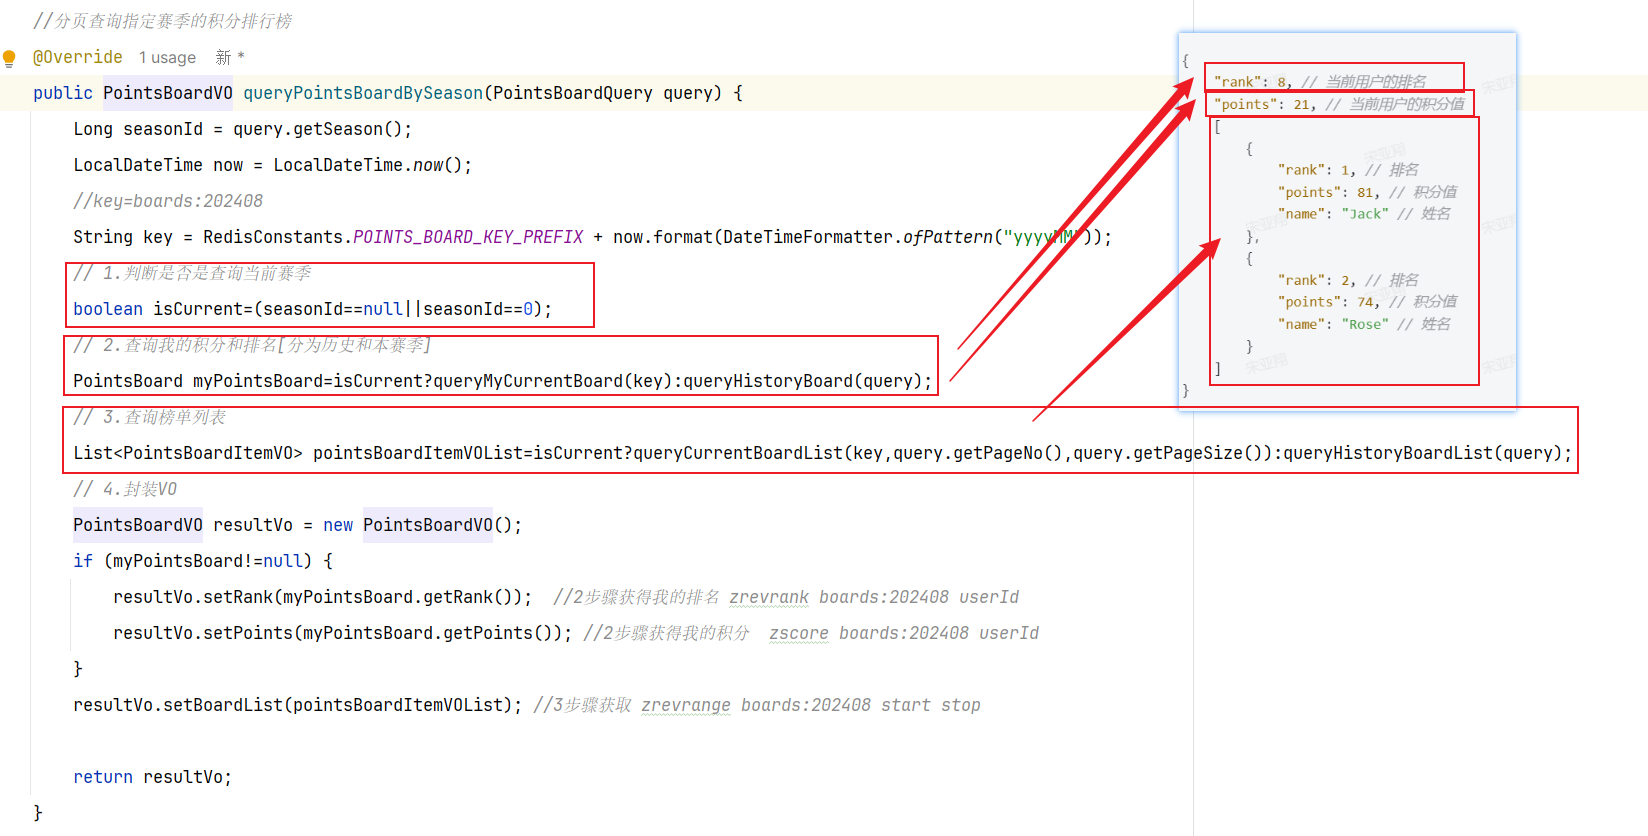 //分页查询指定赛季的积分排行榜
@Override 1 usage 新 *
public PointsBoardVO queryPointsBoardBySeason(PointsBoardQuery query) {
Long seasonId = query.getSeason();
LocalDateTime now = LocalDateTime.now();
//key=boards:202408
String key = RedisConstants.POINTS_BOARD_KEY_PREFIX + now.format(DateTimeFormatter.ofPattern("yyyyMM"));
// 1.判断是否是查询当前赛季
boolean isCurrent=(seasonId==null||seasonId==0);
// 2.查询我的积分和排名[分为历史和本赛季]
PointsBoard myPointsBoard=isCurrent?queryMyCurrentBoard(key):queryHistoryBoard(query);
// 3.查询榜单列表
List<PointsBoardItemVO> pointsBoardItemVOList=isCurrent?queryCurrentBoardList(key,query.getPageNo(),query.getPageSize()):queryHistoryBoardList(query);
// 4.封装VO
PointsBoardVO resultVo = new PointsBoardVO();
if (myPointsBoard!=null) {
resultVo.setRank(myPointsBoard.getRank()); //2步骤获得我的排名 zrevrank boards:202408 userId
resultVo.setPoints(myPointsBoard.getPoints()); //2步骤获得我的积分 zscore boards:202408 userId
}
resultVo.setBoardList(pointsBoardItemVOList); //3步骤获取 zrevrange boards:202408 start stop
return resultVo;
}
{
"rank": 8, // 当前用户的排名
"points": 21, // 当前用户的积分值
[
{
"rank": 1, // 排名
"points": 81, // 积分值
"name": "Jack" // 姓名
},
{
"rank": 2, // 排名
"points": 74, // 积分值
"name": "Rose" // 姓名
}
]
}